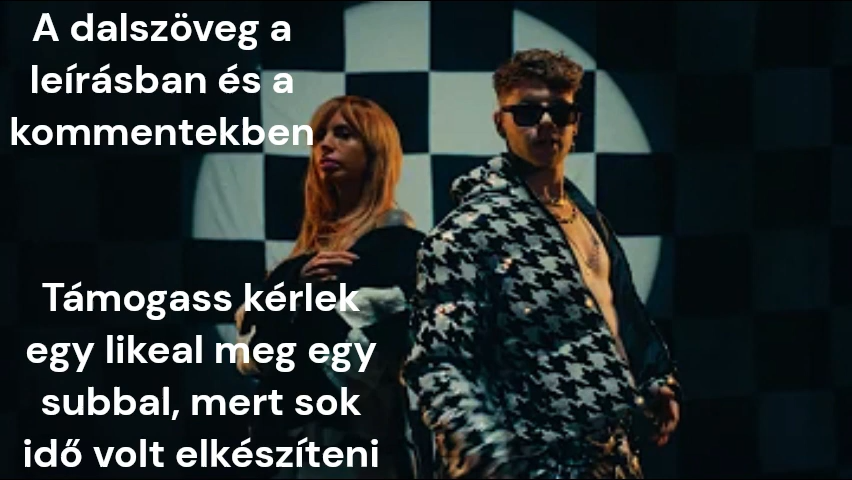 A dalszöveg a
leírásban és a
kommentekben
Támogass kérlek
egy likeal meg egy
subbal, mert sok
idő volt elkészíteni